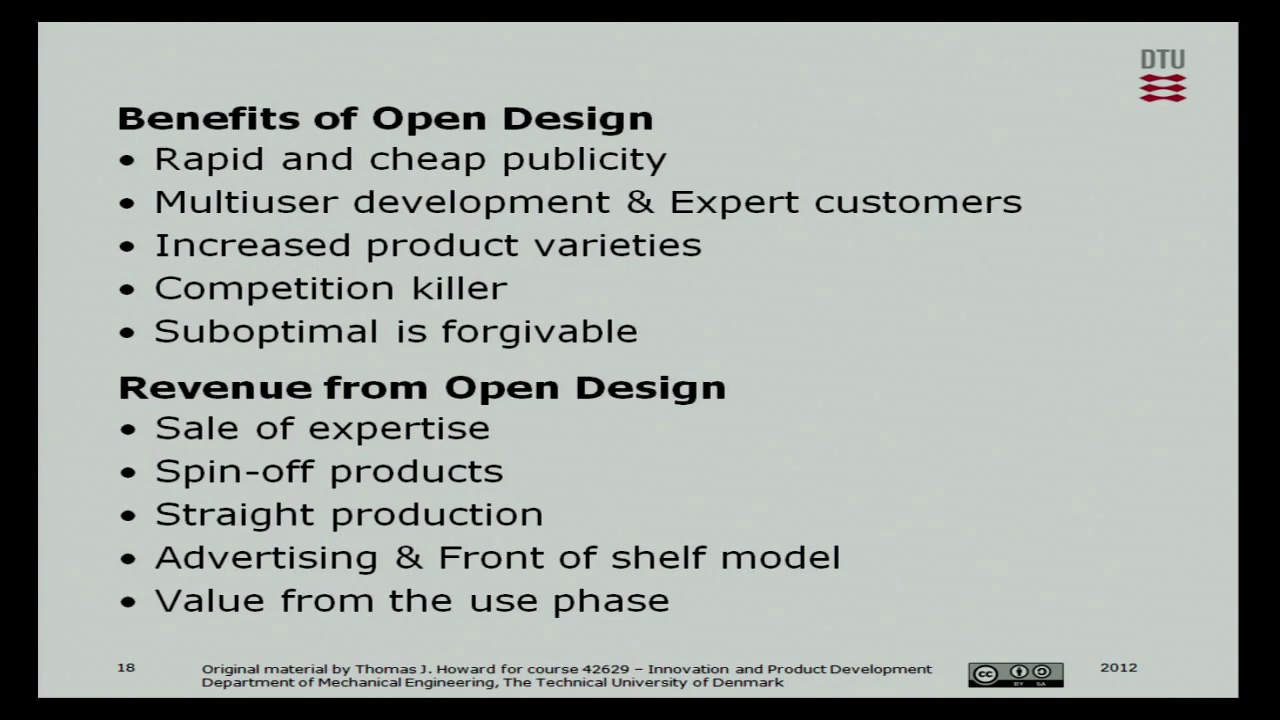 DTU
Benefits of Open Design
• Rapid and cheap publicity
• Multiuser development & Expert customers
• Increased product varieties
• Competition killer
• Suboptimal is forgivable
Revenue from Open Design
• Sale of expertise
• Spin-off products
• Straight production
• Advertising & Front of shelf model
• Value from the use phase
18
Original material by Thomas J. Howard for course 42629 – Innovation and Product Development
Department of Mechanical Engineering, The Technical University of Denmark
cc
BY SA
2012